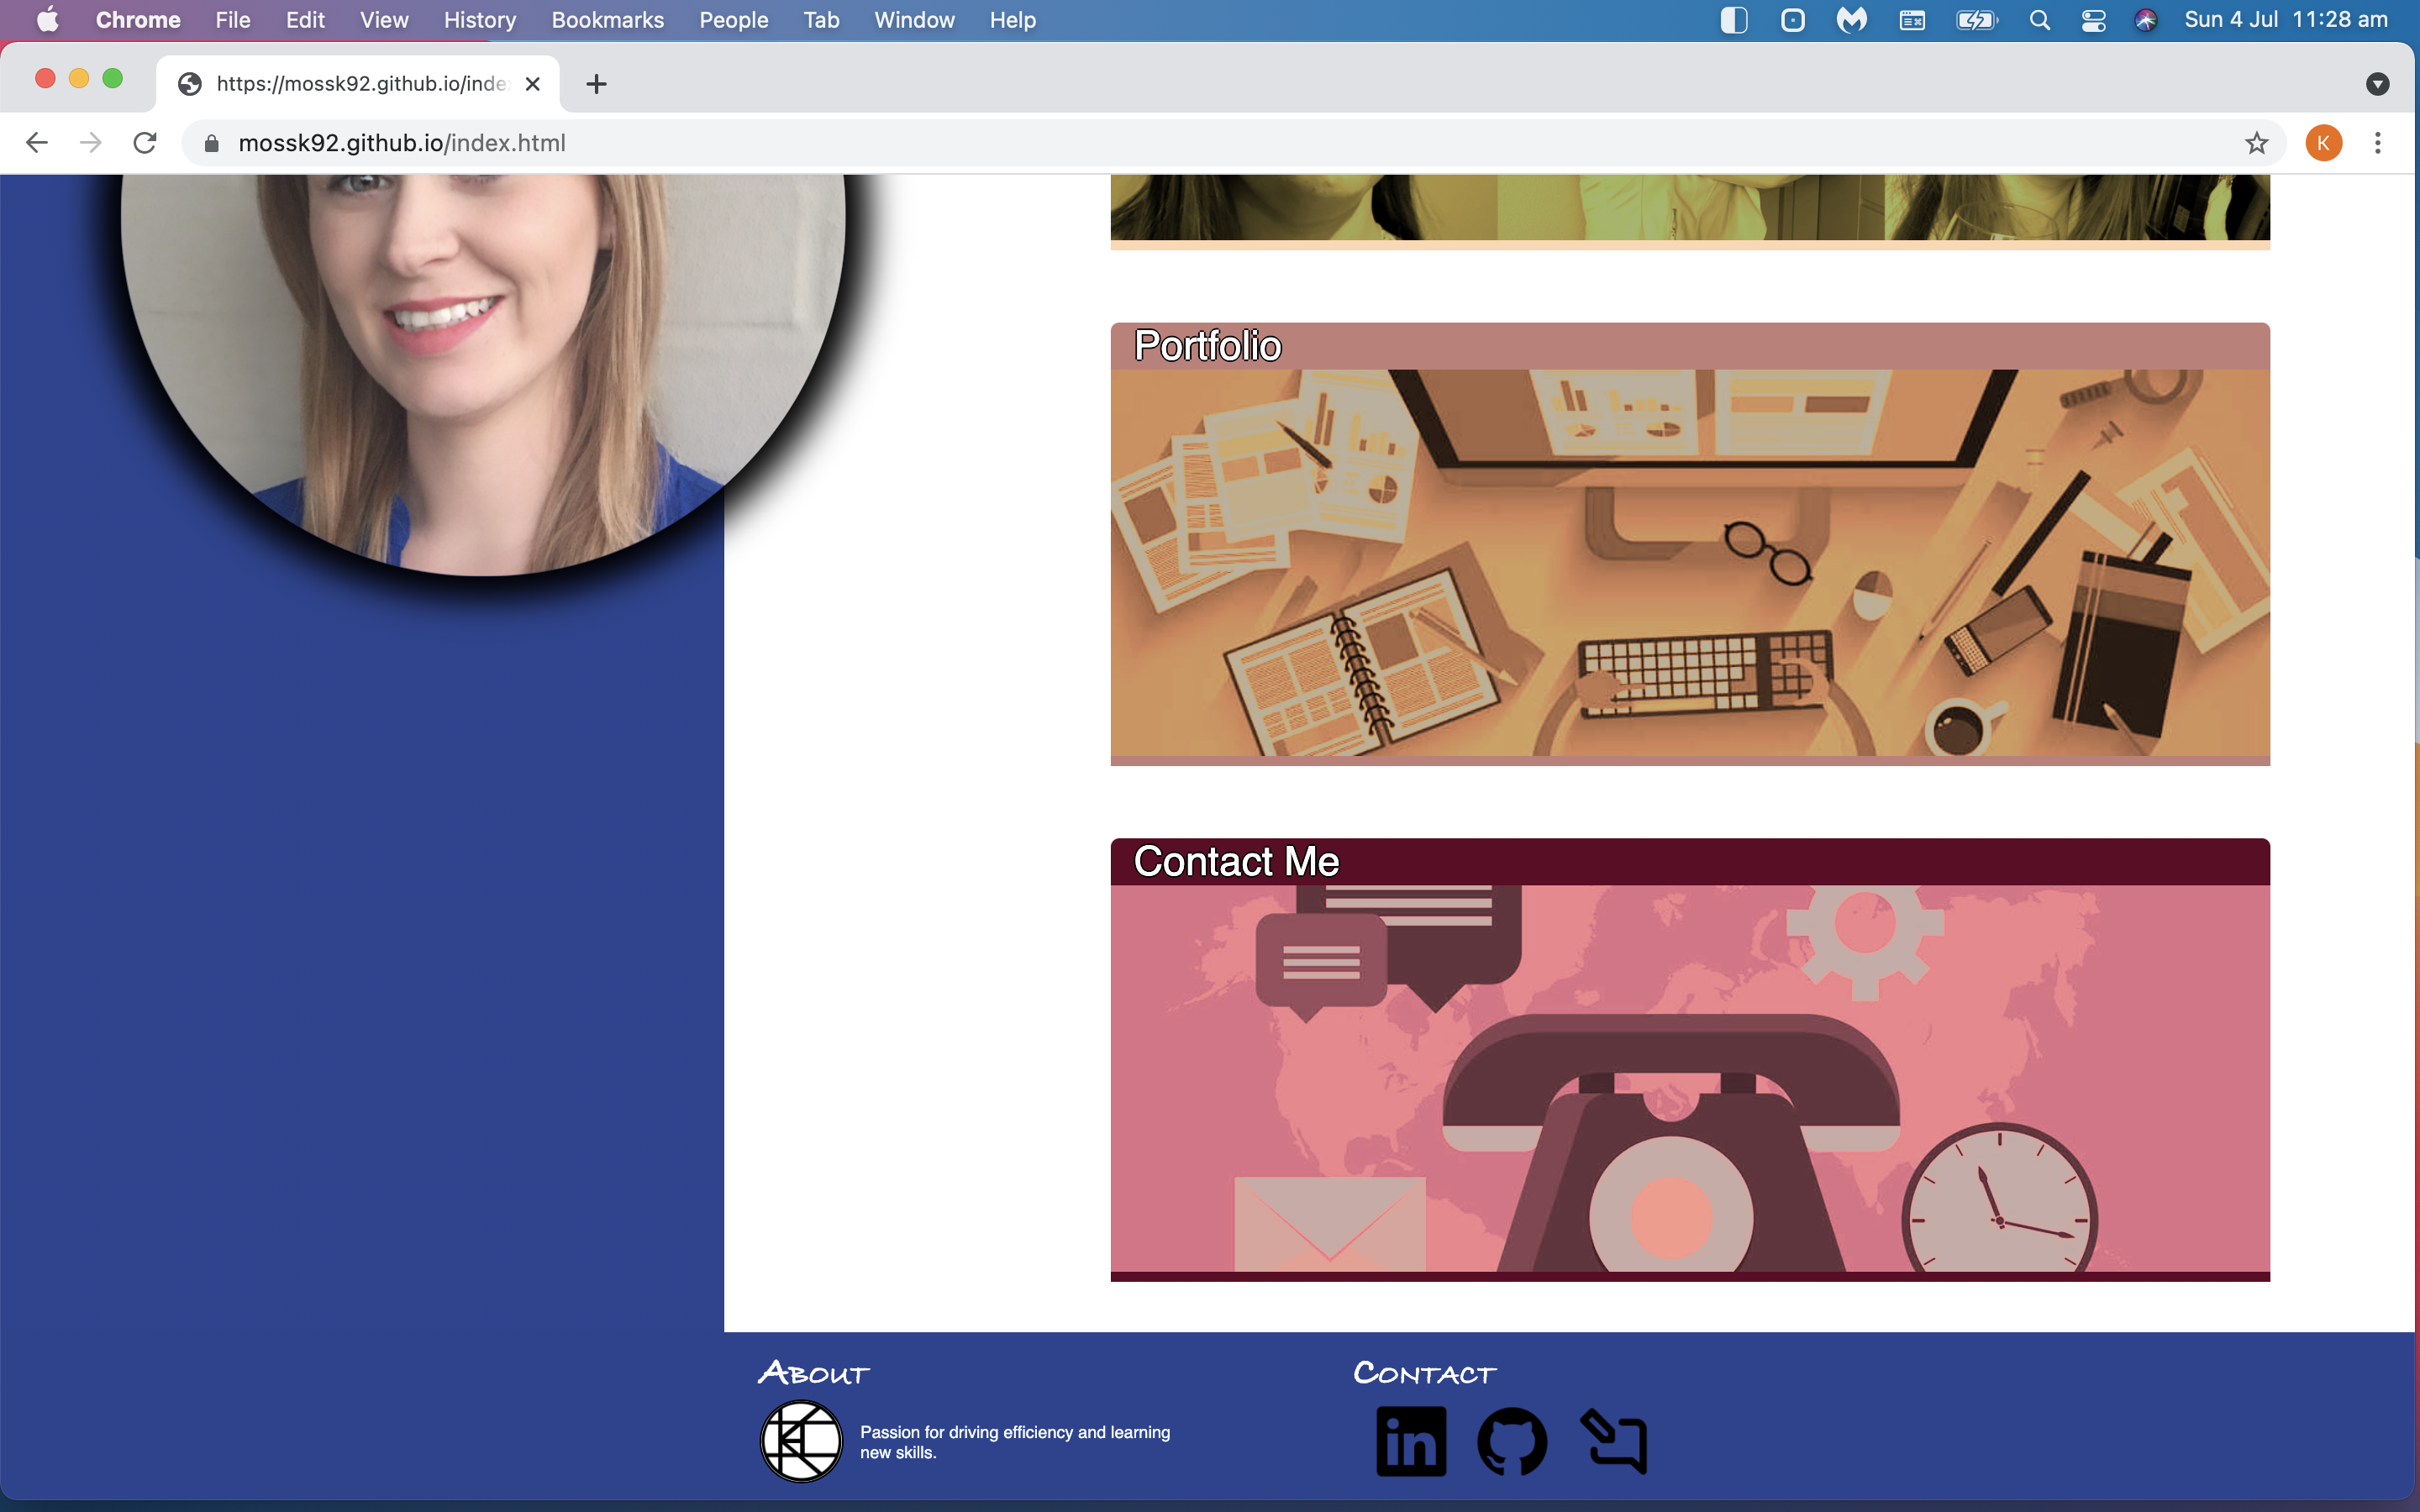 Chrome File Edit View History Bookmarks People Tab Window Help Sun 4 Jul 11:28 am
https://mossk92.github.io/inde
mossk92.github.io/index.html K
Portfolio
Contact Me
About Contact
Passion for driving efficiency and learning
new skills.
in